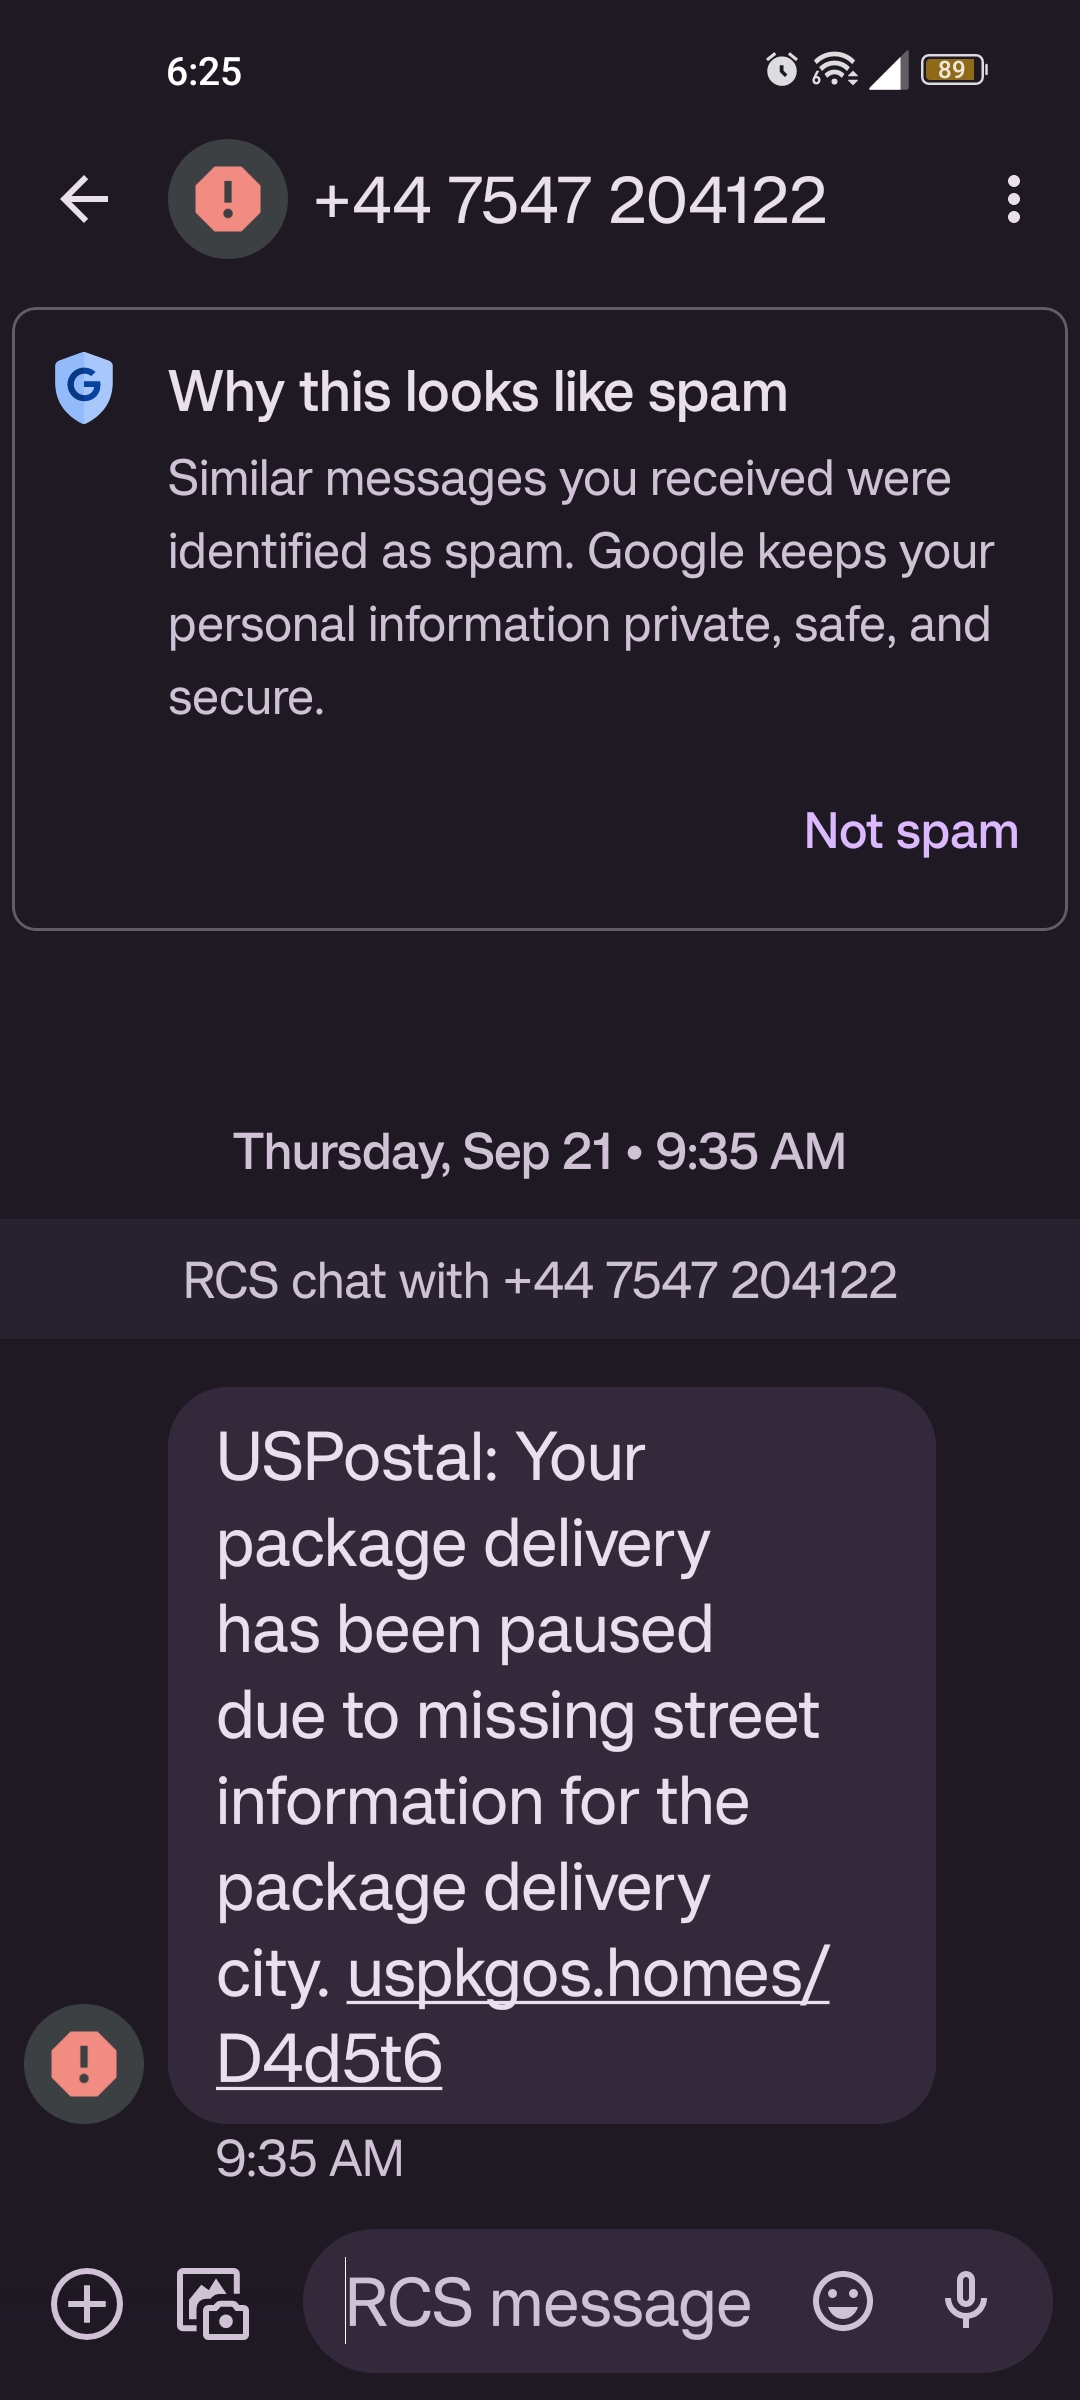 6:25
89
+44 7547 204122
Why this looks like spam
Similar messages you received were
identified as spam. Google keeps your
personal information private, safe, and
secure.
Not spam
Thursday, Sep 21 • 9:35 AM
RCS chat with +44 7547 204122
USPostal: Your
package delivery
has been paused
due to missing street
information for the
package delivery
city. uspkgos.homes/
D4d5t6
9:35 AM
RCS message